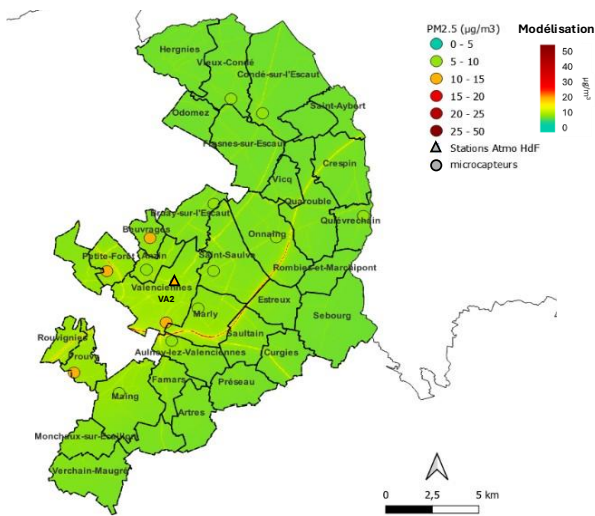 PM2.5 (µg/m3)
0 - 5
5 - 10
10 - 15
15 - 20
20 - 25
25 - 50
Stations Atmo HdF
microcapteurs
Modélisation
50
40
30
20
10
0
µg/m³
Hergnies
Vieux-Condé
Condé-sur-l'Escaut
Saint-Aybert
Odomez
Fresnes-sur-Escaut
Crespin
Vicq
Quarouble
Bruay-sur-l'Escaut
Quiévrechain
Beuvrages
Onnaing
Petite-Forêt
Anzin
Saint-Saulve
Rombies-et-Marchipont
Valenciennes
VA2
Estreux
Marly
Sebourg
Rouvignies
Saultain
Prouvy
Aulnoy-lez-Valenciennes
Curgies
Famars
Préseau
Maing
Artres
Monchaux-sur-Écaillon
Verchain-Maugré
0
2,5
5 km